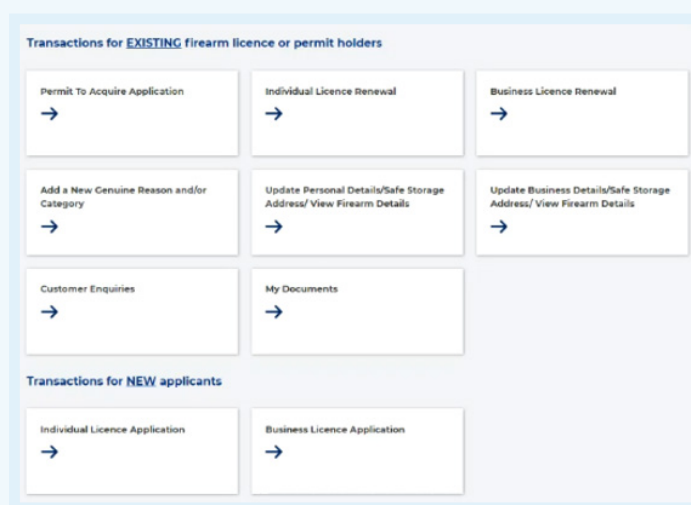 Transactions for EXISTING firearm licence or permit holders
Permit To Acquire Application
Individual Licence Renewal
Business Licence Renewal
Add a New Genuine Reason and/or
Category
Update Personal Details/Safe Storage
Address/ View Firearm Details
Update Business Details/Safe Storage
Address/ View Firearm Details
Customer Enquiries
My Documents
Transactions for NEW applicants
Individual Licence Application
Business Licence Application